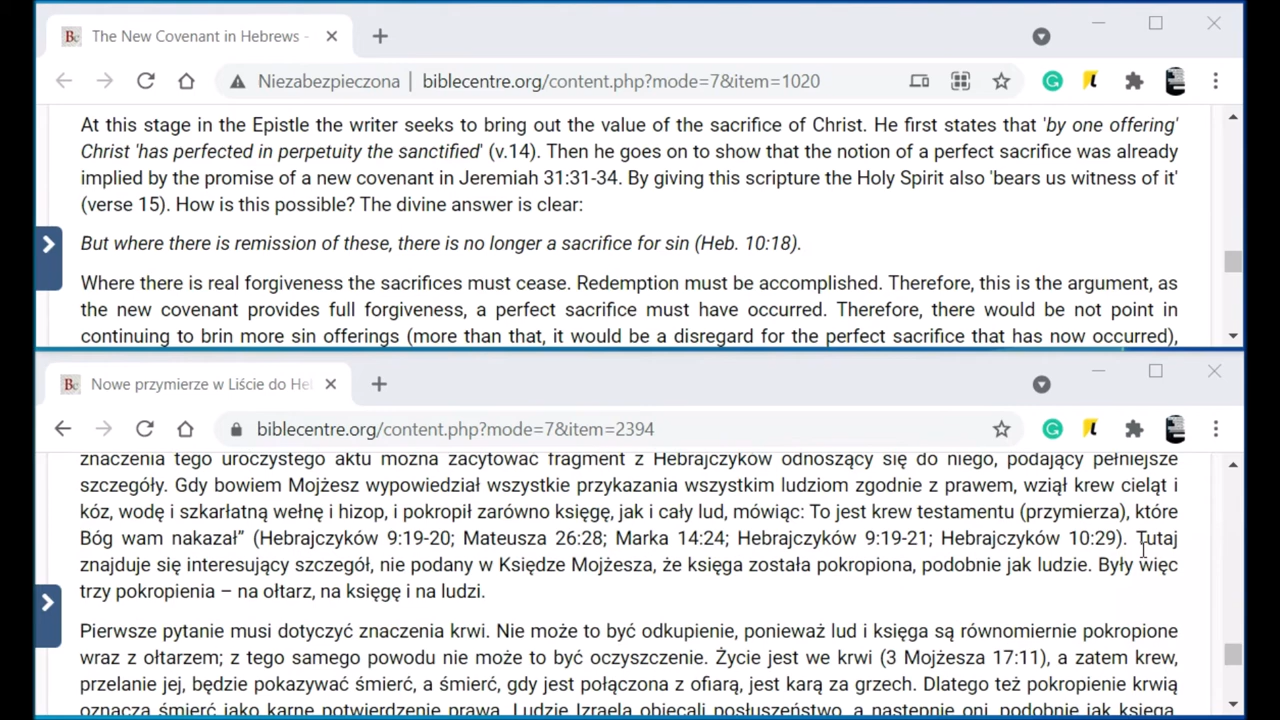 The New Covenant in Hebrews -
Niezabezpieczona | biblecentre.org/content.php?mode=7&item=1020
At this stage in the Epistle the writer seeks to bring out the value of the sacrifice of Christ. He first states that 'by one offering'
Christ 'has perfected in perpetuity the sanctified' (v.14). Then he goes on to show that the notion of a perfect sacrifice was already
implied by the promise of a new covenant in Jeremiah 31:31-34. By giving this scripture the Holy Spirit also 'bears us witness of it'
(verse 15). How is this possible? The divine answer is clear:
But where there is remission of these, there is no longer a sacrifice for sin (Heb. 10:18).
Where there is real forgiveness the sacrifices must cease. Redemption must be accomplished. Therefore, this is the argument, as
the new covenant provides full forgiveness, a perfect sacrifice must have occurred. Therefore, there would be not point in
continuing to brin more sin offerings (more than that, it would be a disregard for the perfect sacrifice that has now occurred),
Nowe przymierze w Liście do He
biblecentre.org/content.php?mode=7&item=2394
znaczenia tego uroczystego aktu można zacytować fragment z Hebrajczyków odnoszący się do niego, podający pełniejsze
szczegóły. Gdy bowiem Mojżesz wypowiedział wszystkie przykazania wszystkim ludziom zgodnie z prawem, wziął krew cieląt i
kóz, wodę i szkarłatną wełnę i hizop, i pokropił zarówno księgę, jak i cały lud, mówiąc: To jest krew testamentu (przymierza), które
Bóg wam nakazał” (Hebrajczyków 9:19-20; Mateusza 26:28; Marka 14:24; Hebrajczyków 9:19-21; Hebrajczyków 10:29). Tutaj
znajduje się interesujący szczegół, nie podany w Księdze Mojżesza, że księga została pokropiona, podobnie jak ludzie. Były więc
trzy pokropienia – na ołtarz, na księgę i na ludzi.
Pierwsze pytanie musi dotyczyć znaczenia krwi. Nie może to być odkupienie, ponieważ lud i księga są równomiernie pokropione
wraz z ołtarzem; z tego samego powodu nie może to być oczyszczenie. Życie jest we krwi (3 Mojżesza 17:11), a zatem krew,
przelanie jej, będzie pokazywać śmierć, a śmierć, gdy jest połączona z ofiarą, jest karą za grzech. Dlatego też pokropienie krwią
oznacza śmierć jako karne potwierdzenie prawa. Ludzie Izraela obiecali posłuszeństwo, a następnie oni, podobnie jak księga,